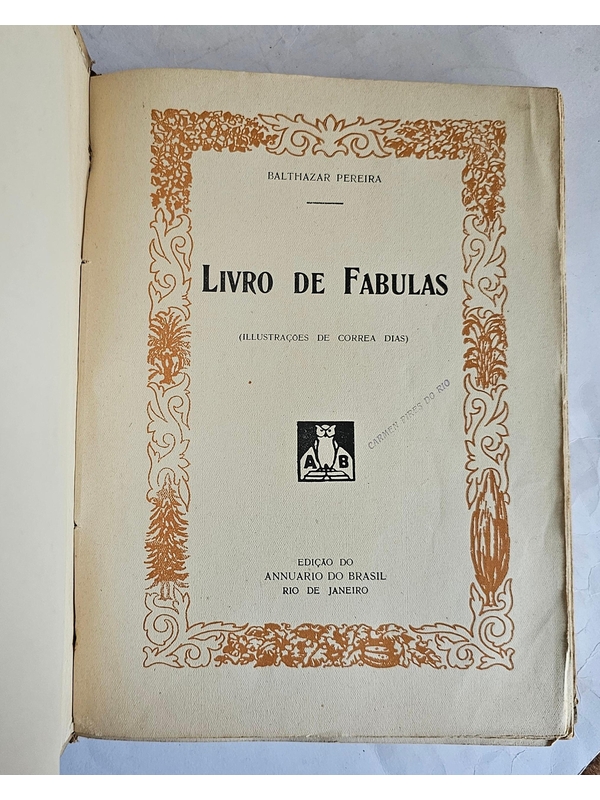 BALTHAZAR PEREIRA
LIVRO DE FABULAS
(ILLUSTRAÇÕES DE CORREA DIAS)
CARMEN PIRES DO RIO
A B
EDIÇÃO DO
ANNUARIO DO BRASIL
RIO DE JANEIRO